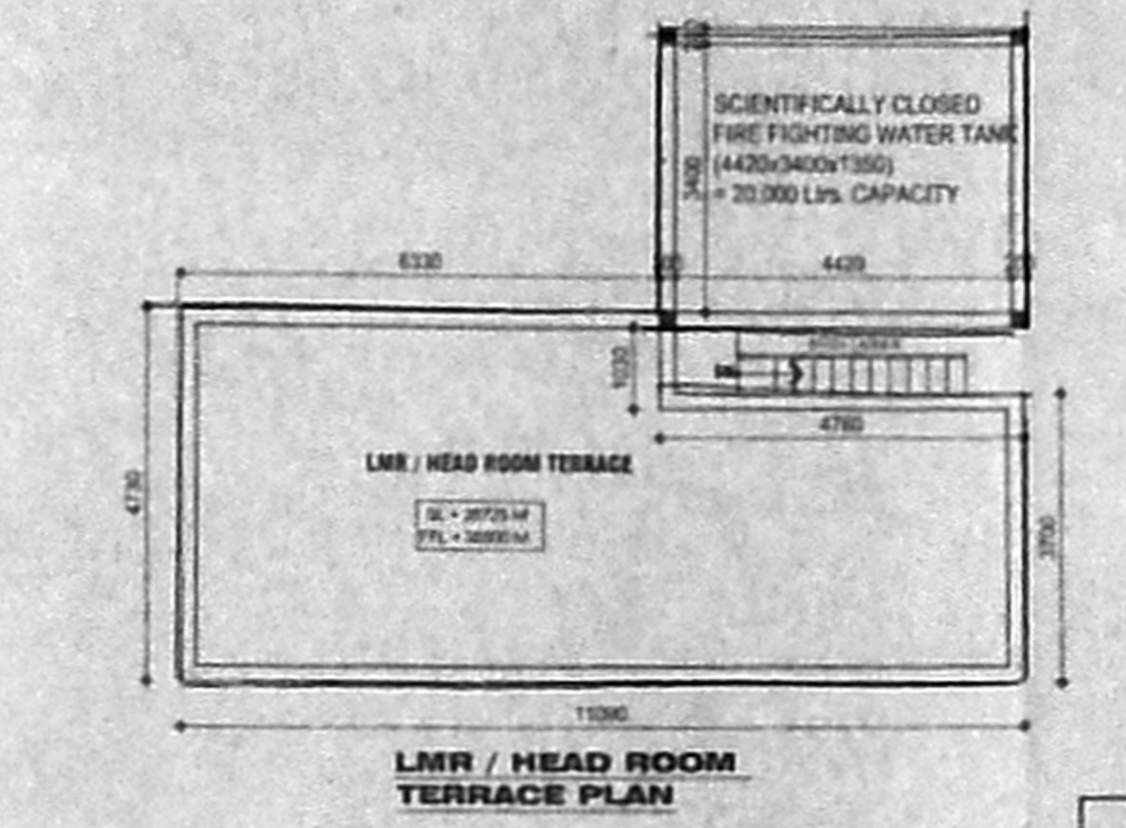 SCIENTIFICALLY CLOSED
FIRE FIGHTING WATER TANK
(4420x3400x1350)
= 20,000 Ltrs. CAPACITY
3400
6330
4420
1030
4760
LMR / HEAD ROOM TERRACE
4730
3700
11090
LMR / HEAD ROOM
TERRACE PLAN